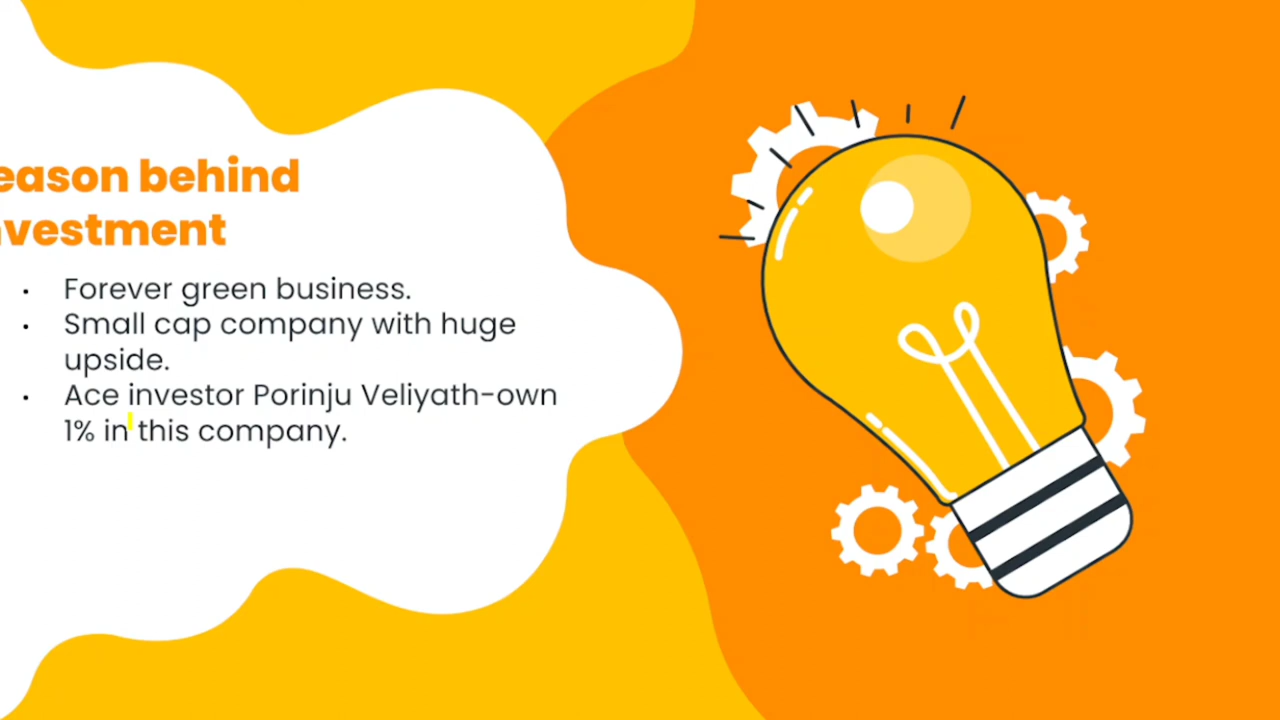 eason behind
nvestment
• Forever green business.
• Small cap company with huge
upside.
• Ace investor Porinju Veliyath-own
1% in this company.